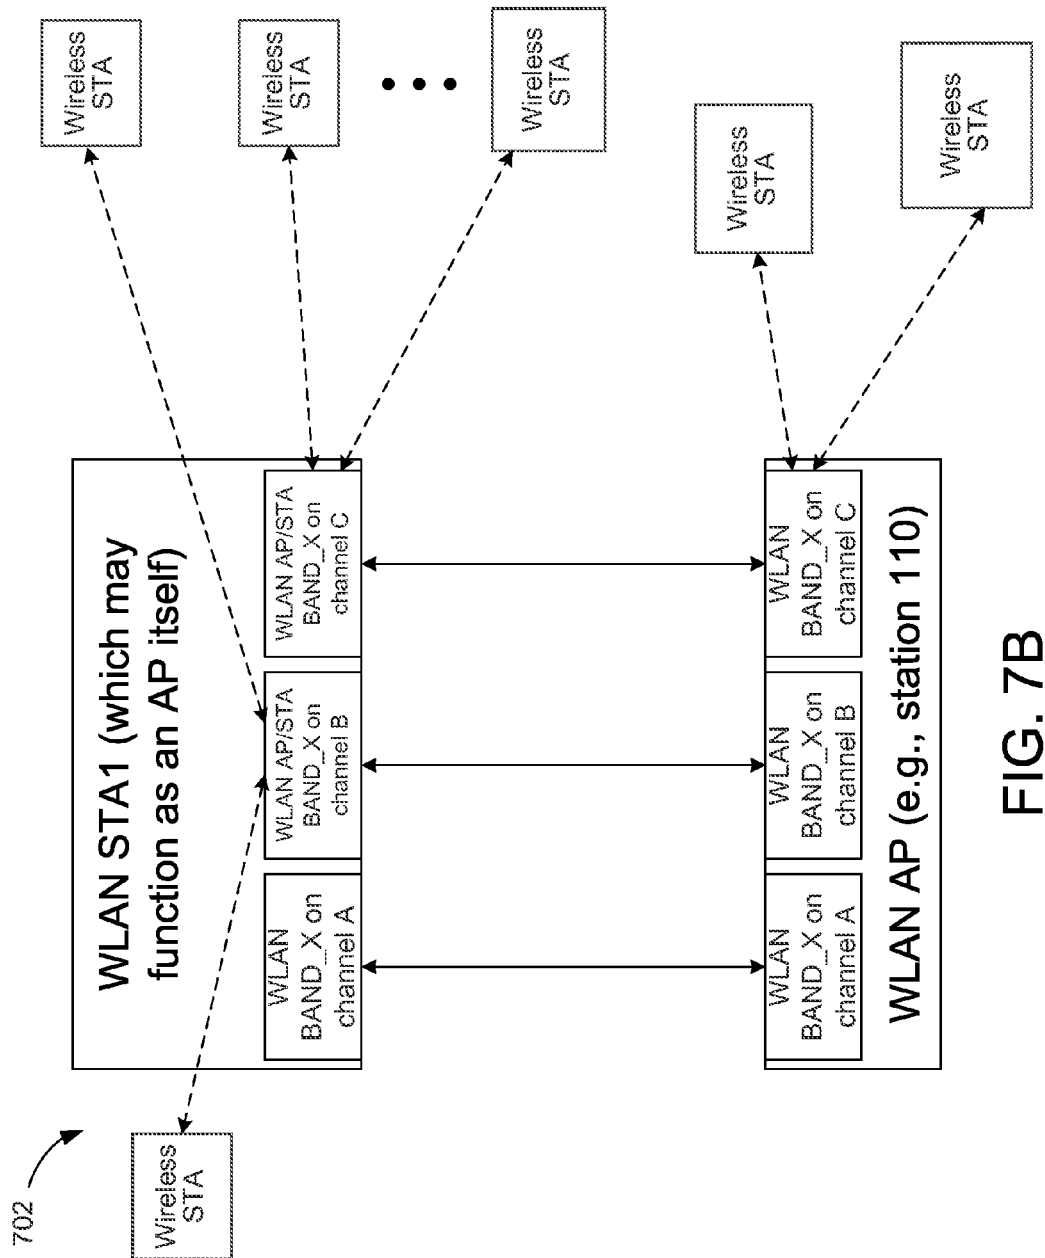 702
Wireless
STA
WLAN STA1 (which may
function as an AP itself)
WLAN
BAND_X on
channel A
WLAN AP/STA
BAND_X on
channel B
WLAN AP/STA
BAND_X on
channel C
Wireless
STA
Wireless
STA
Wireless
STA
WLAN
BAND_X on
channel A
WLAN
BAND_X on
channel B
WLAN
BAND_X on
channel C
WLAN AP (e.g., station 110)
Wireless
STA
Wireless
STA
FIG. 7B